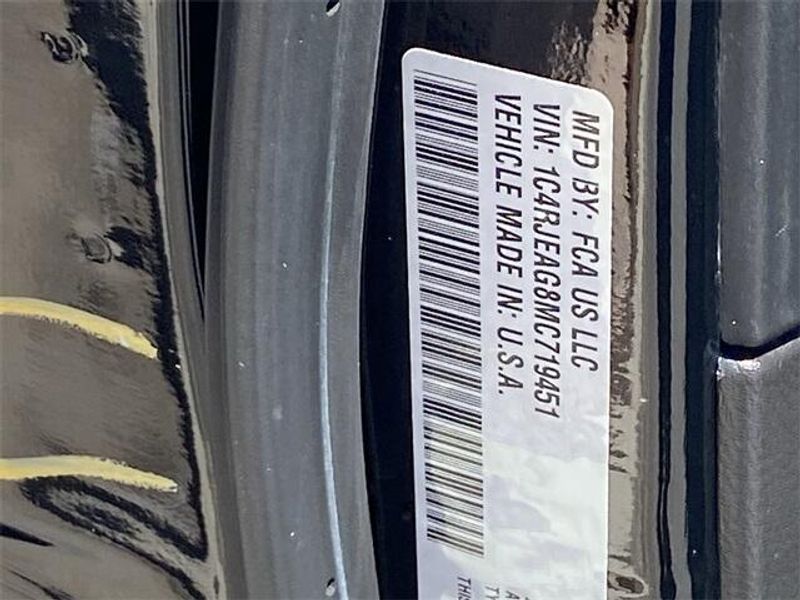 MFD BY: FCA US LLC
VIN: 1C4RJEAG8MC719451
VEHICLE MADE IN: U.S.A.